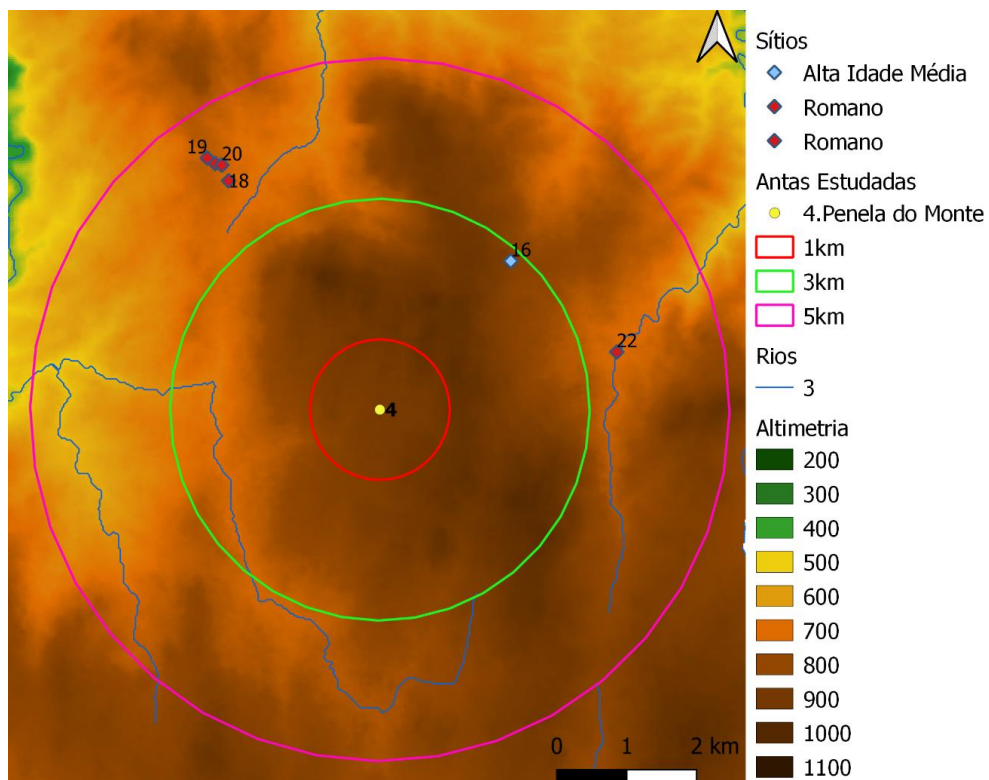 Sítios
Alta Idade Média
Romano
Romano
Antas Estudadas
4.Penela do Monte
1km
3km
5km
Rios
3
Altimetria
200
300
400
500
600
700
800
900
1000
1100
19
20
18
16
22
4
0 1 2 km